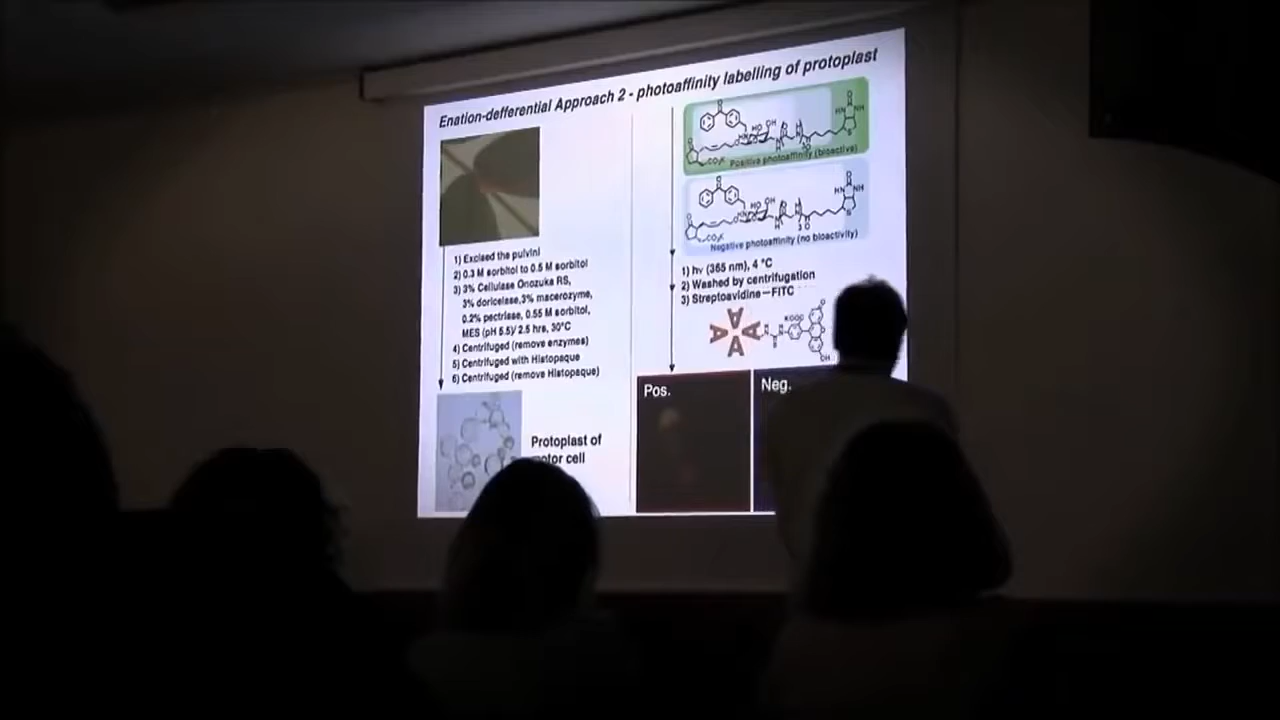 Enation-defferential Approach 2 - photoaffinity labelling of protoplast
1) Excised the pulvini
2) 0.3 M sorbitol to 0.5 M sorbitol
3) 3% Cellulase Onozuka RS,
3% doricelase,3% macerozyme,
0.2% pectriase, 0.55 M sorbitol,
MES (pH 5.5)/ 2.5 hrs, 30°C
4) Centrifuged (remove enzymes)
5) Centrifuged with Histopaque
6) Centrifuged (remove Histopaque)
Protoplast of
otor cell
Positive photoaffinity (bioactive)
Negative photoaffinity (no bioactivity)
1) hν (365 nm), 4 °C
2) Washed by centrifugation
3) Streptoavidine—FITC
Pos.
Neg.